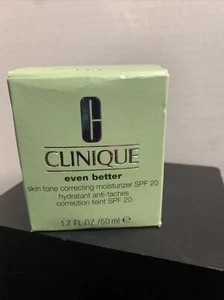 CLINIQUE
even better
skin tone correcting moisturizer SPF 20
hydratant anti-taches
correction teint SPF 20
1.7 FL.OZ./50 ml e